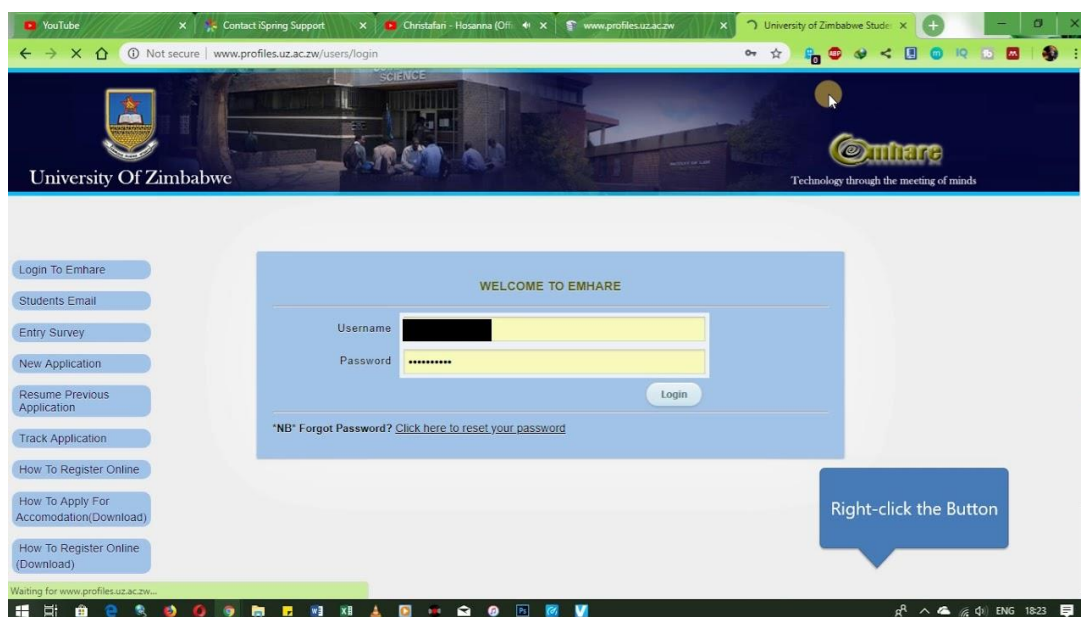 YouTube
Contact iSpring Support
Christafari - Hosanna (Offi
www.profiles.uz.ac.zw
University of Zimbabwe Stude
Not secure | www.profiles.uz.ac.zw/users/login
SCIENCE
University Of Zimbabwe
Emhare
Technology through the meeting of minds
Login To Emhare
Students Email
Entry Survey
New Application
Resume Previous
Application
Track Application
How To Register Online
How To Apply For
Accomodation(Download)
How To Register Online
(Download)
WELCOME TO EMHARE
Username
Password
Login
*NB* Forgot Password? Click here to reset your password
Right-click the Button
Waiting for www.profiles.uz.ac.zw...
ENG 18:23